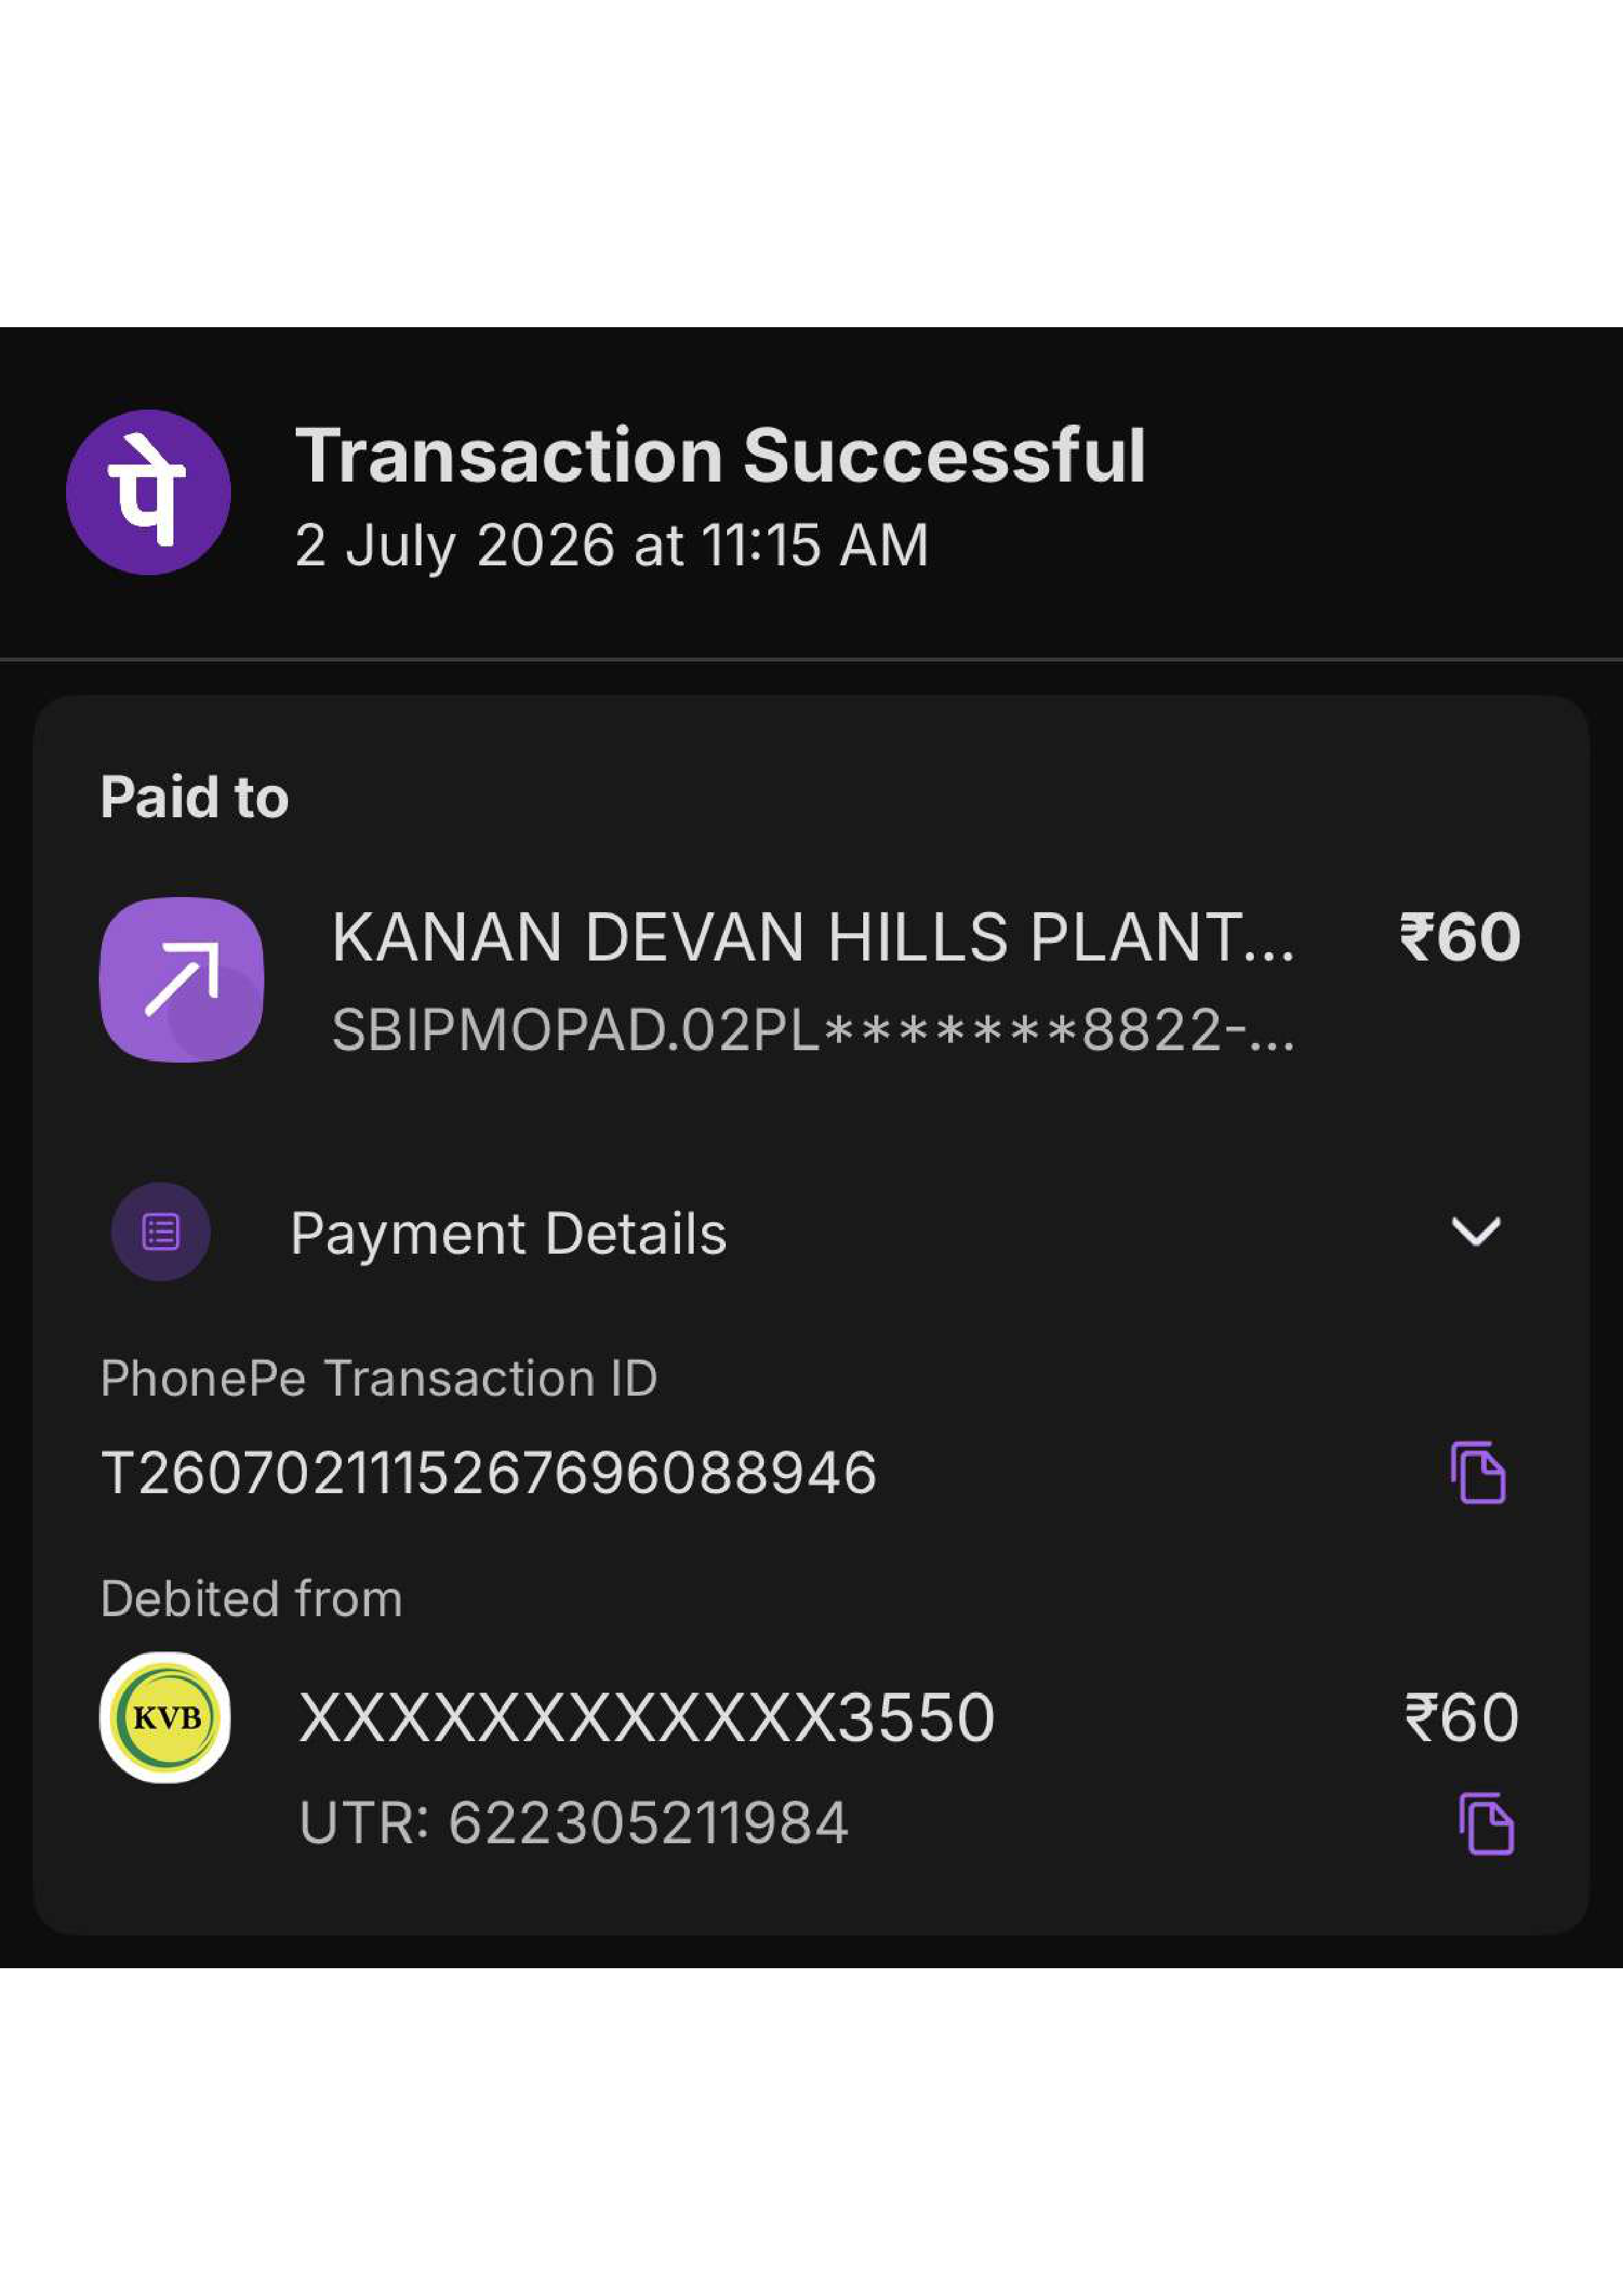 पे
Transaction Successful
2 July 2026 at 11:15 AM
Paid to
KANAN DEVAN HILLS PLANT... ₹60
SBIPMOPAD.02PL*******8822-...
Payment Details
PhonePe Transaction ID
T2607021115267696088946
Debited from
KVB XXXXXXXXXXXX3550 ₹60
UTR: 622305211984